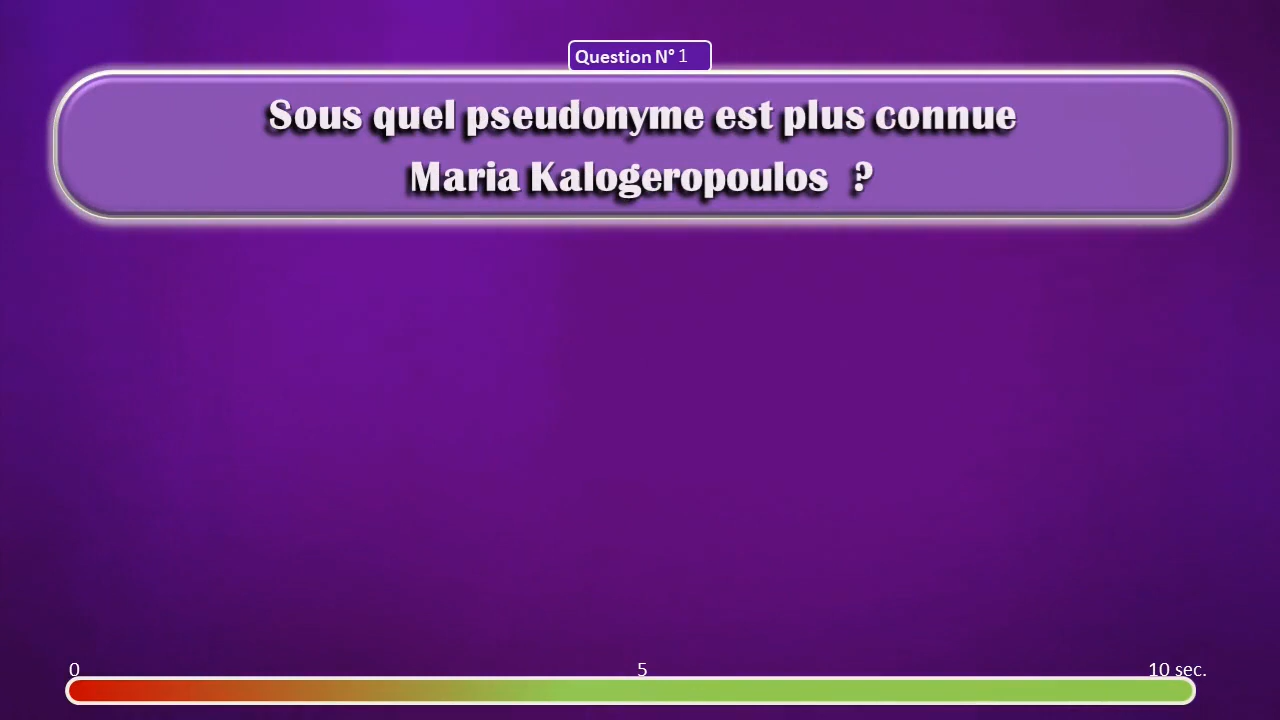 Question N° 1
Sous quel pseudonyme est plus connue
Maria Kalogeropoulos ?
0 5 10 sec.